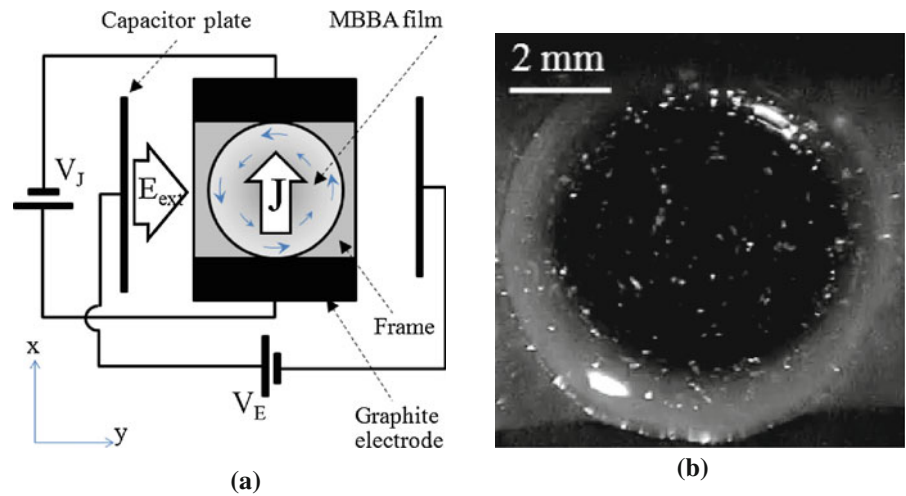 Capacitor plate
MBBA film
V_J
E_ext
J
Frame
x
y
V_E
Graphite
electrode
(a)
2 mm
(b)